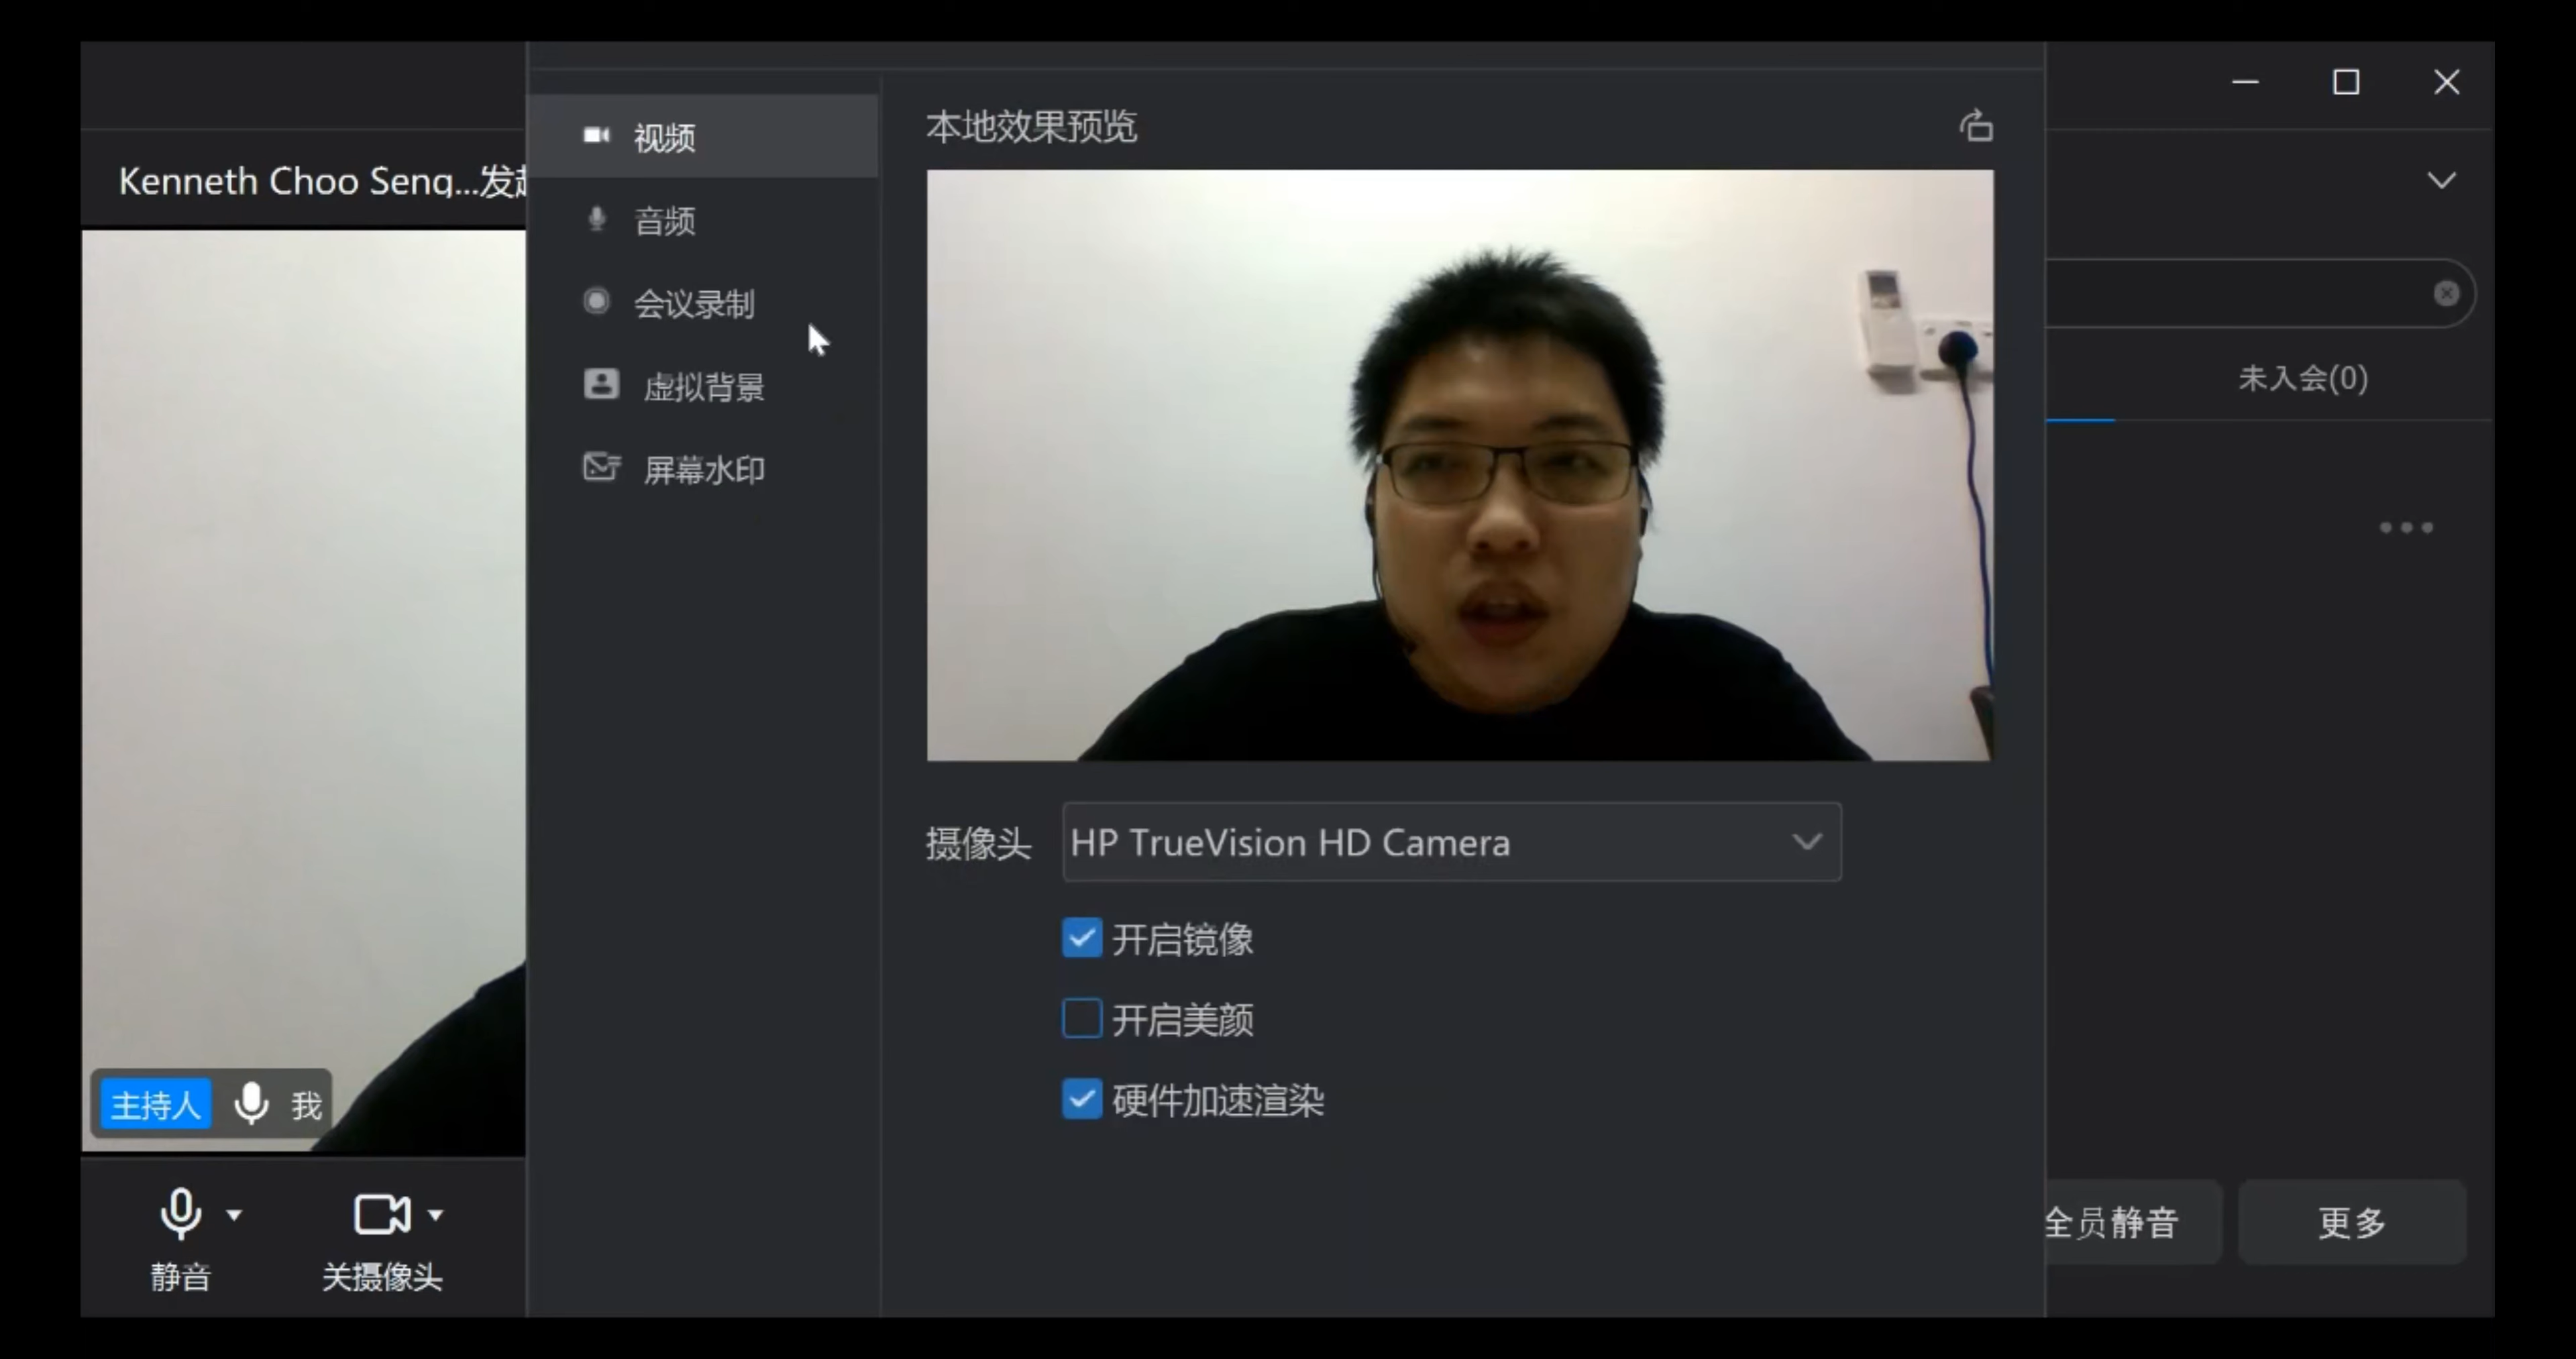 Kenneth Choo Seng...发起
视频
音频
会议录制
虚拟背景
屏幕水印
本地效果预览
摄像头
HP TrueVision HD Camera
开启镜像
开启美颜
硬件加速渲染
未入会(0)
主持人
我
静音
关摄像头
全员静音
更多